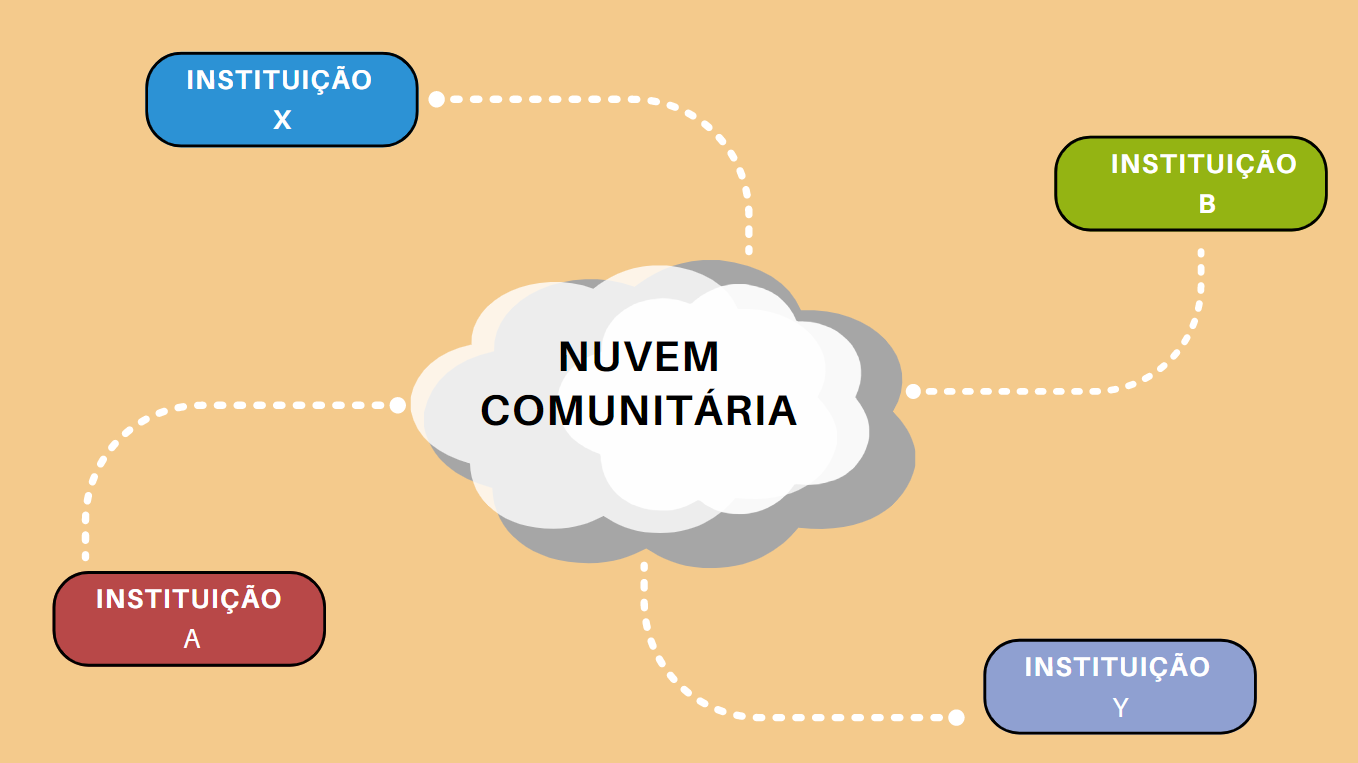 INSTITUIÇÃO
X
INSTITUIÇÃO
B
NUVEM
COMUNITÁRIA
INSTITUIÇÃO
A
INSTITUIÇÃO
Y